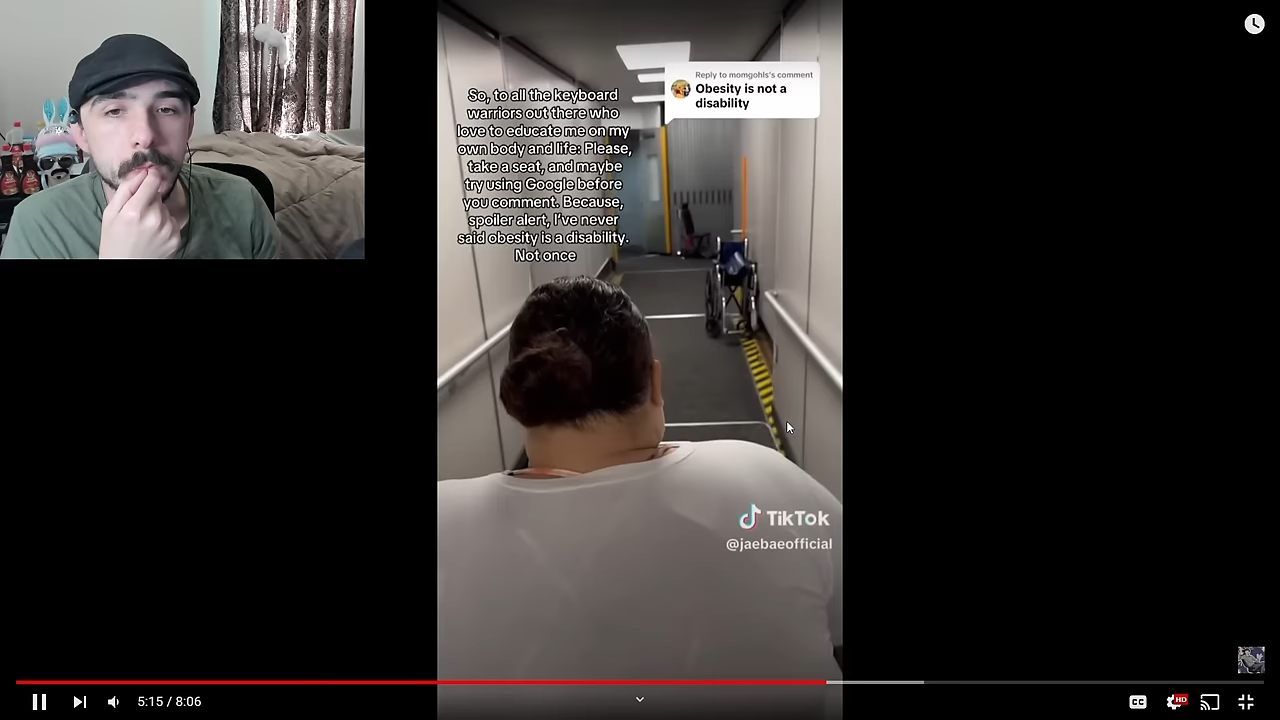 So, to all the keyboard
warriors out there who
love to educate me on my
own body and life: Please,
take a seat, and maybe
try using Google before
you comment. Because,
spoiler alert, I've never
said obesity is a disability.
Not once
Reply to momgohls's comment
Obesity is not a
disability
TikTok
@jaebaeofficial
5:15 / 8:06
CC
HD